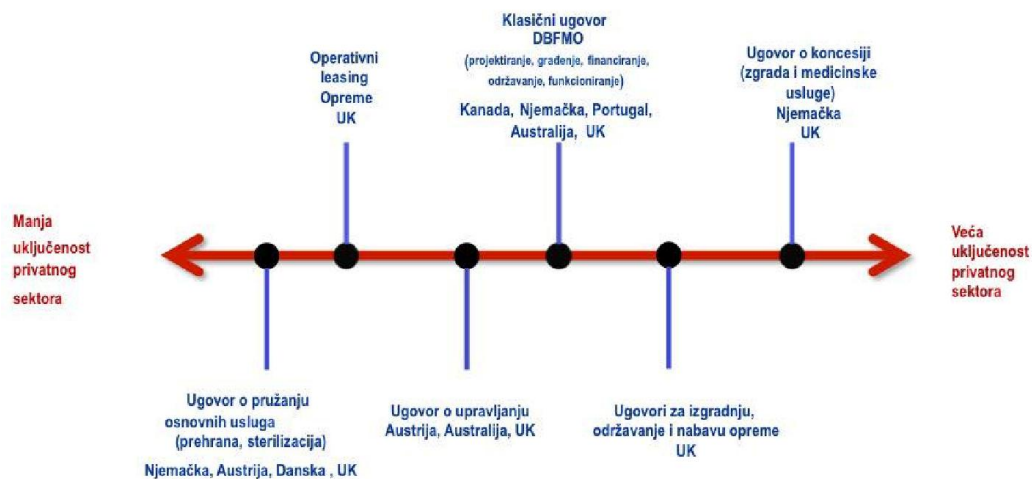 Klasični ugovor
DBFMO
(projektiranje, građenje, financiranje,
održavanje, funkcioniranje)
Kanada, Njemačka, Portugal,
Australija, UK
Operativni
leasing
Opreme
UK
Ugovor o koncesiji
(zgrada i medicinske
usluge)
Njemačka
UK
Manja
uključenost
privatnog
sektora
Veća
uključenost
privatnog
sektora
Ugovor o pružanju
osnovnih usluga
(prehrana, sterilizacija)
Njemačka, Austrija, Danska , UK
Ugovor o upravljanju
Austrija, Australija, UK
Ugovori za izgradnju,
održavanje i nabavu opreme
UK